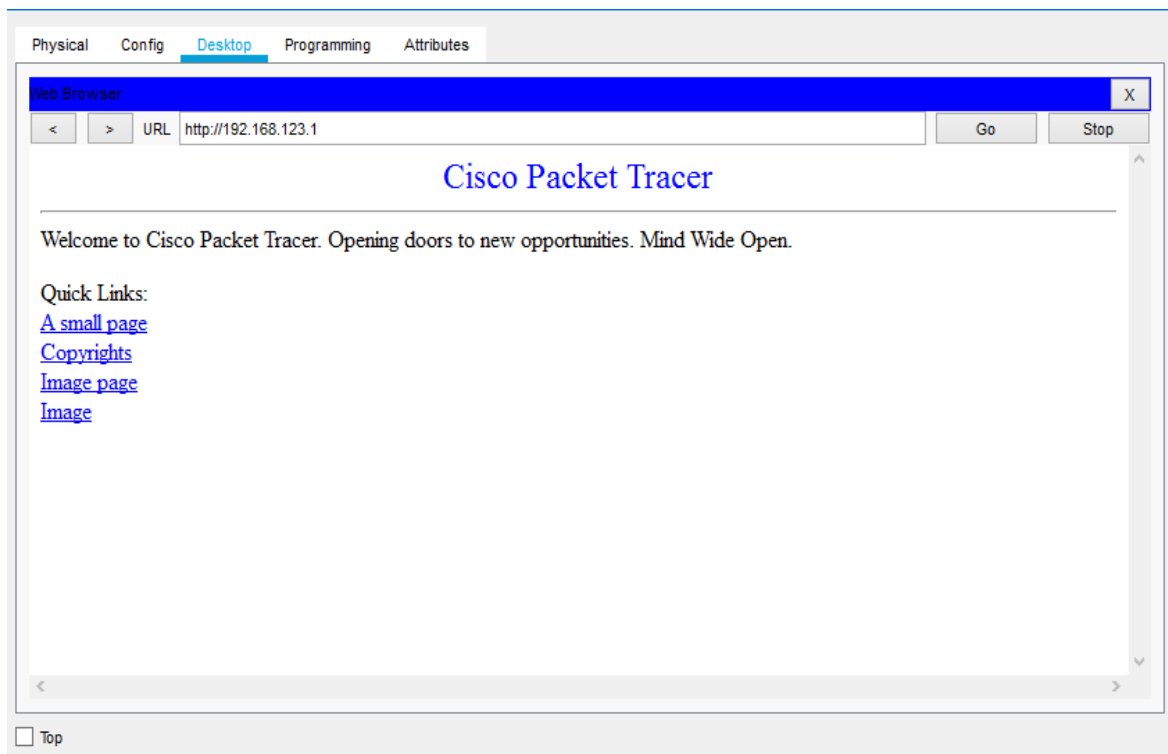 Physical Config Desktop Programming Attributes
Web Browser X
< > URL http://192.168.123.1 Go Stop
Cisco Packet Tracer
Welcome to Cisco Packet Tracer. Opening doors to new opportunities. Mind Wide Open.
Quick Links:
A small page
Copyrights
Image page
Image
Top